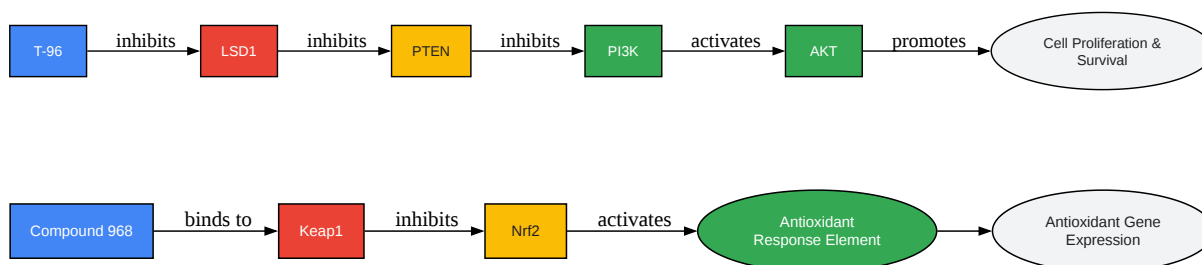 T-96 inhibits LSD1 inhibits PTEN inhibits PI3K activates AKT promotes Cell Proliferation &
Survival
Compound 968 binds to Keap1 inhibits Nrf2 activates Antioxidant
Response Element
Antioxidant Gene
Expression